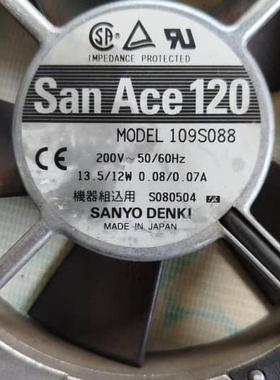 SA
IMPEDANCE PROTECTED
San Ace 120
MODEL 109S088
CE 200V～50/60Hz
13.5/12W 0.08/0.07A
機器組込用 S080504
SANYO DENKI
MADE IN JAPAN